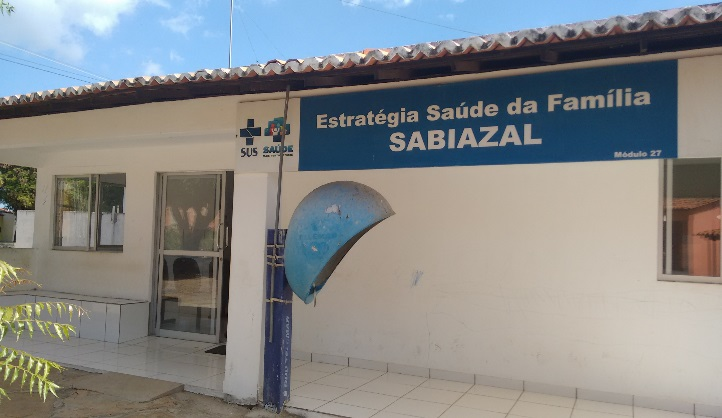 Estratégia Saúde da Família
SABIAZAL
Módulo 27
SUS
SAÚDE